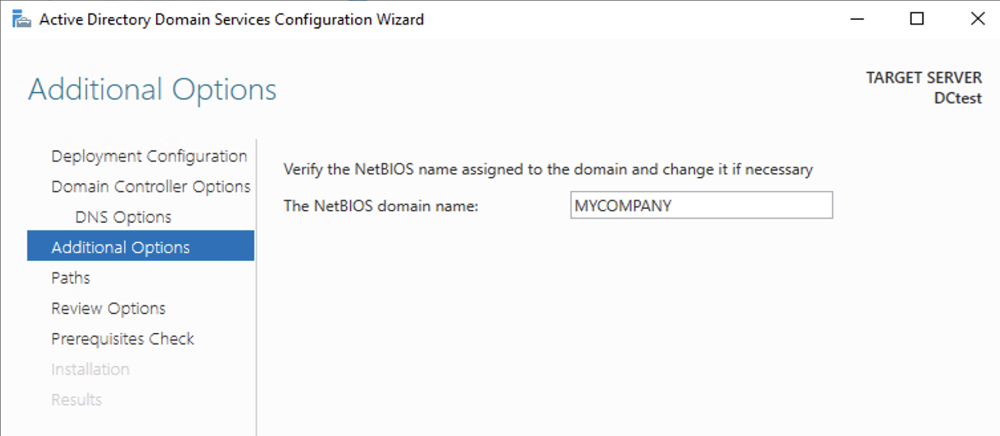 Active Directory Domain Services Configuration Wizard
Additional Options
TARGET SERVER
DCtest
Deployment Configuration
Domain Controller Options
DNS Options
Additional Options
Paths
Review Options
Prerequisites Check
Installation
Results
Verify the NetBIOS name assigned to the domain and change it if necessary
The NetBIOS domain name: MYCOMPANY